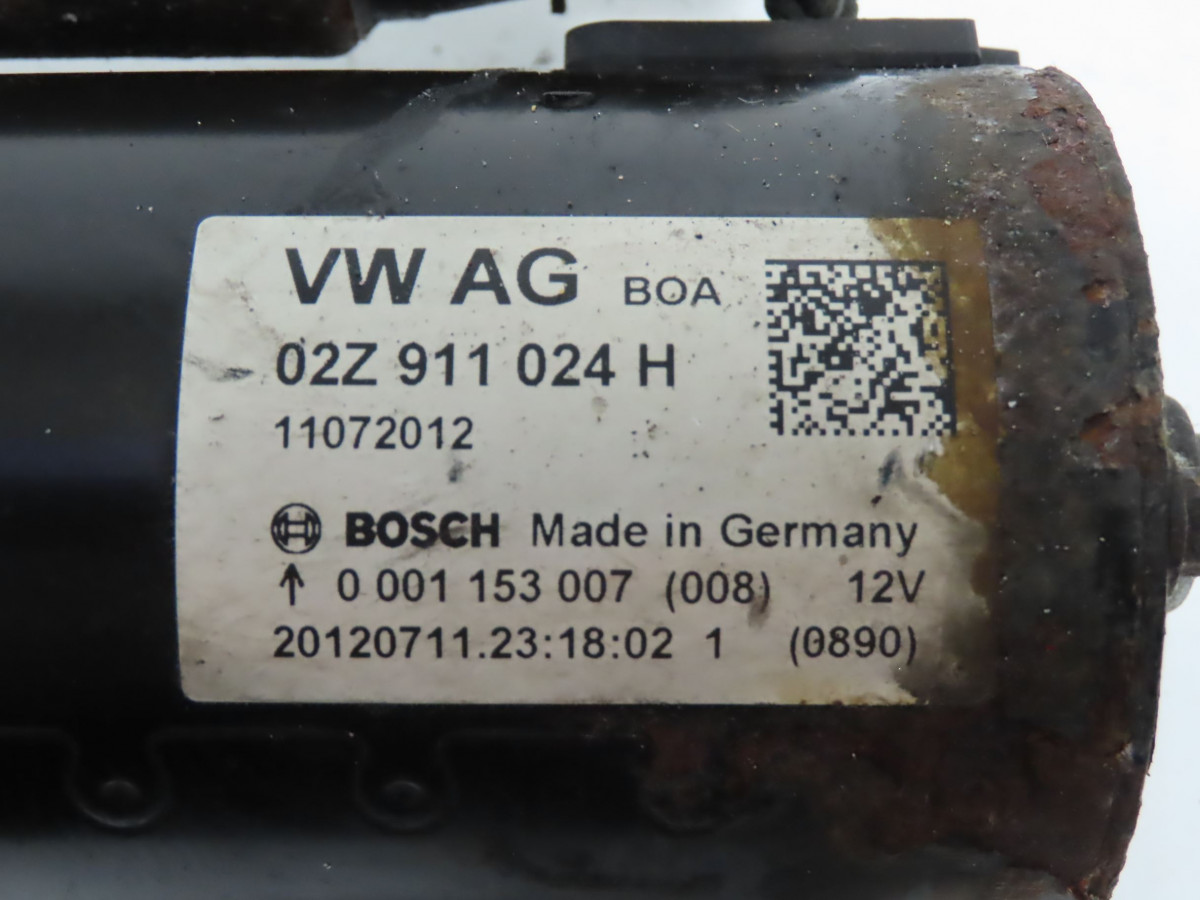 VW AG BOA
02Z 911 024 H
11072012
BOSCH Made in Germany
↑ 0 001 153 007 (008) 12V
20120711.23:18:02 1 (0890)